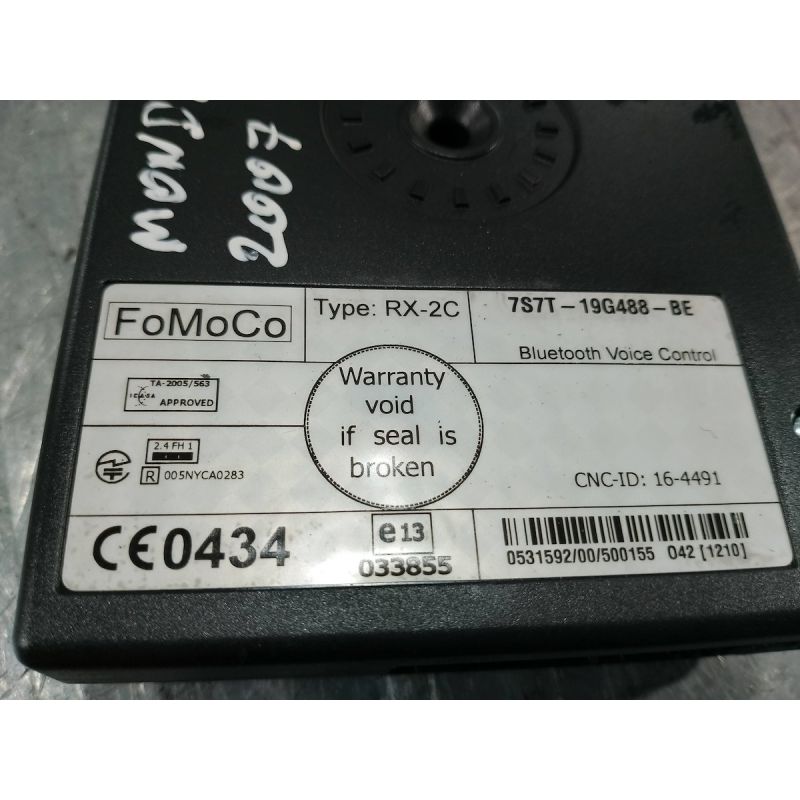 2007
FoMoCo
Type: RX-2C
7S7T-19G488-BE
Bluetooth Voice Control
TA-2005/563
ICASA
APPROVED
Warranty
void
if seal is
broken
2.4 FH 1
R 005NYCA0283
CNC-ID: 16-4491
CE0434
e13
033855
0531592/00/500155 042 [1210]